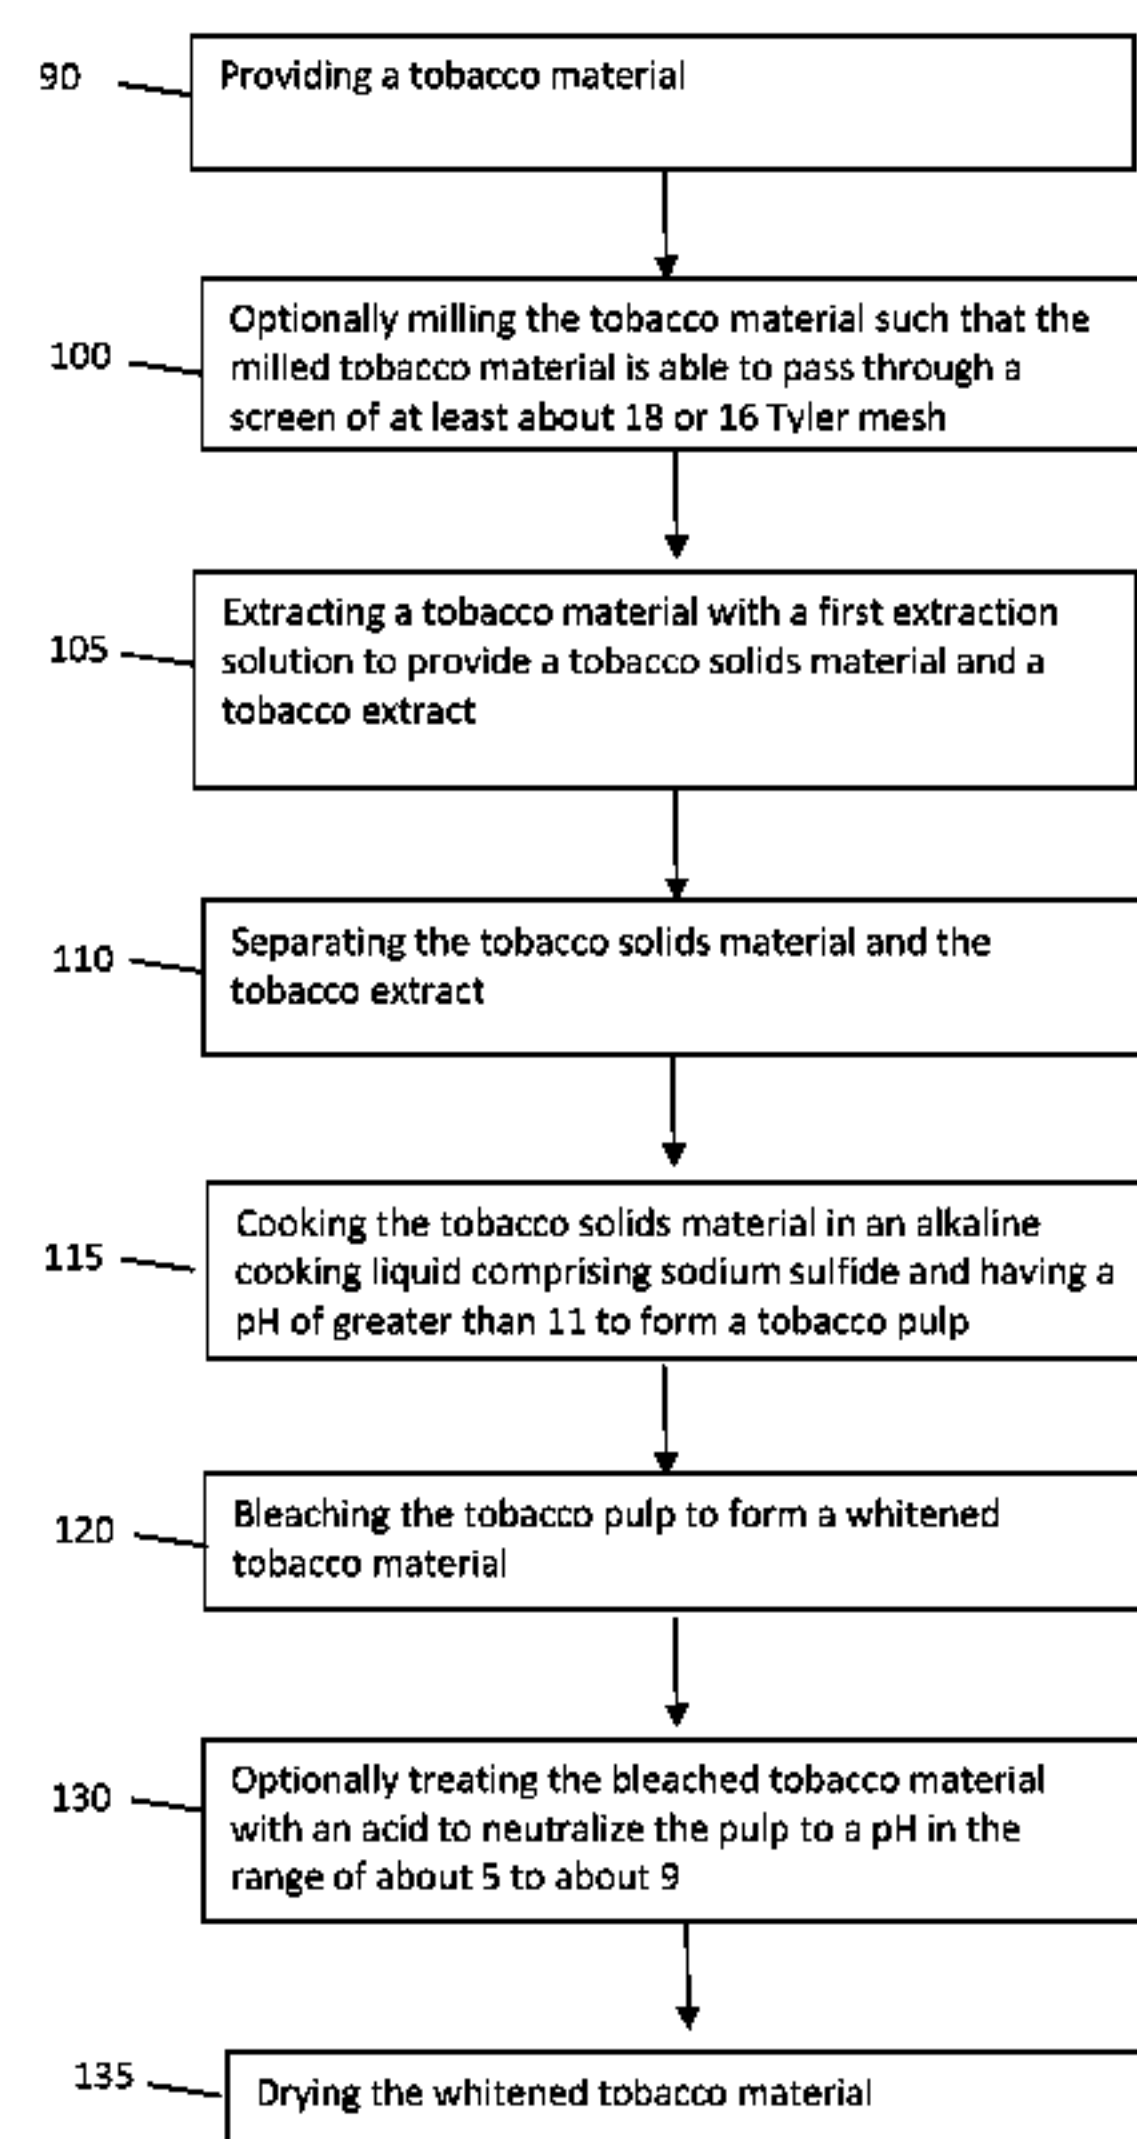 90
Providing a tobacco material
100
Optionally milling the tobacco material such that the
milled tobacco material is able to pass through a
screen of at least about 18 or 16 Tyler mesh
105
Extracting a tobacco material with a first extraction
solution to provide a tobacco solids material and a
tobacco extract
110
Separating the tobacco solids material and the
tobacco extract
115
Cooking the tobacco solids material in an alkaline
cooking liquid comprising sodium sulfide and having a
pH of greater than 11 to form a tobacco pulp
120
Bleaching the tobacco pulp to form a whitened
tobacco material
130
Optionally treating the bleached tobacco material
with an acid to neutralize the pulp to a pH in the
range of about 5 to about 9
135
Drying the whitened tobacco material